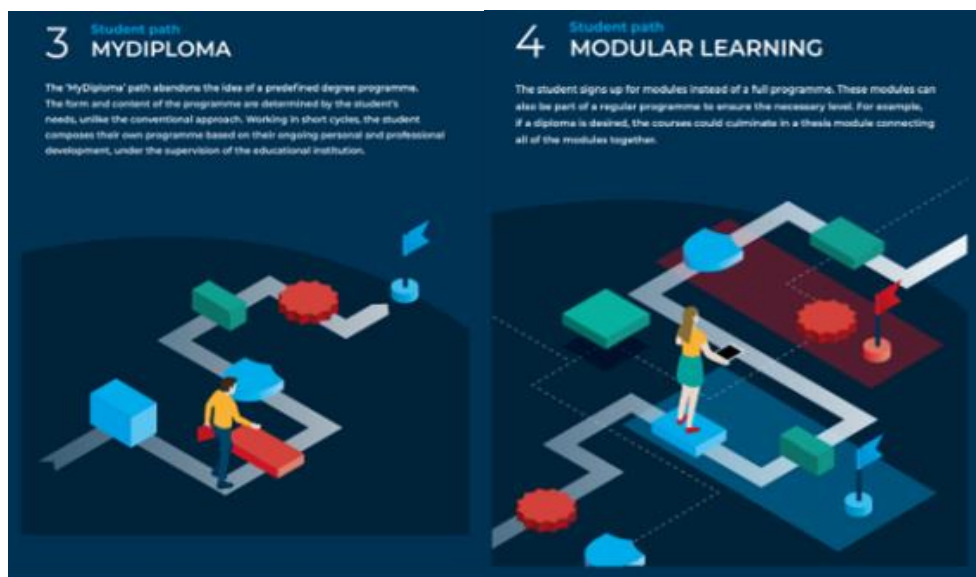 3
Student path
MYDIPLOMA
The 'MyDiploma' path abandons the idea of a predefined degree programme.
The form and content of the programme are determined by the student's
needs, unlike the conventional approach. Working in short cycles, the student
composes their own programme based on their ongoing personal and professional
development, under the supervision of the educational institution.
4
Student path
MODULAR LEARNING
The student signs up for modules instead of a full programme. These modules can
also be part of a regular programme to ensure the necessary level. For example,
if a diploma is desired, the courses could culminate in a thesis module connecting
all of the modules together.